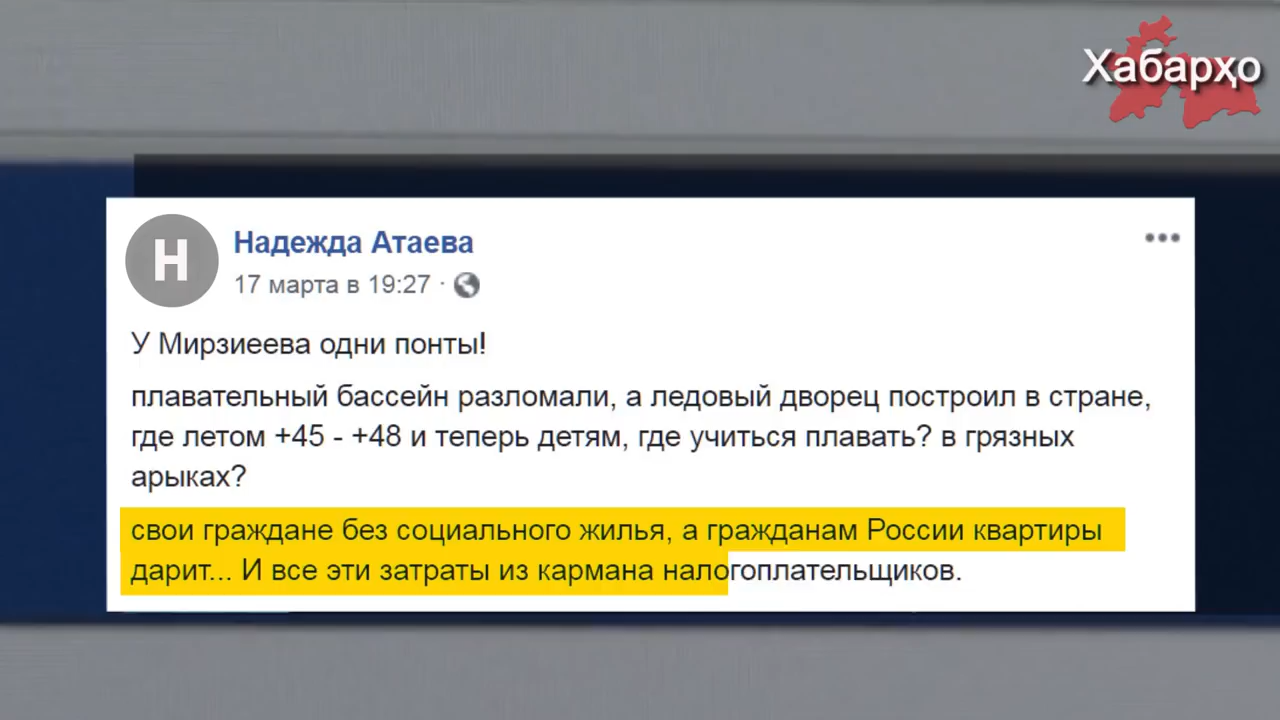 Хабарҳо
Н
Надежда Атаева
17 марта в 19:27 ·
У Мирзиеева одни понты!
плавательный бассейн разломали, а ледовый дворец построил в стране,
где летом +45 - +48 и теперь детям, где учиться плавать? в грязных
арыках?
свои граждане без социального жилья, а гражданам России квартиры
дарит... И все эти затраты из кармана налогоплательщиков.